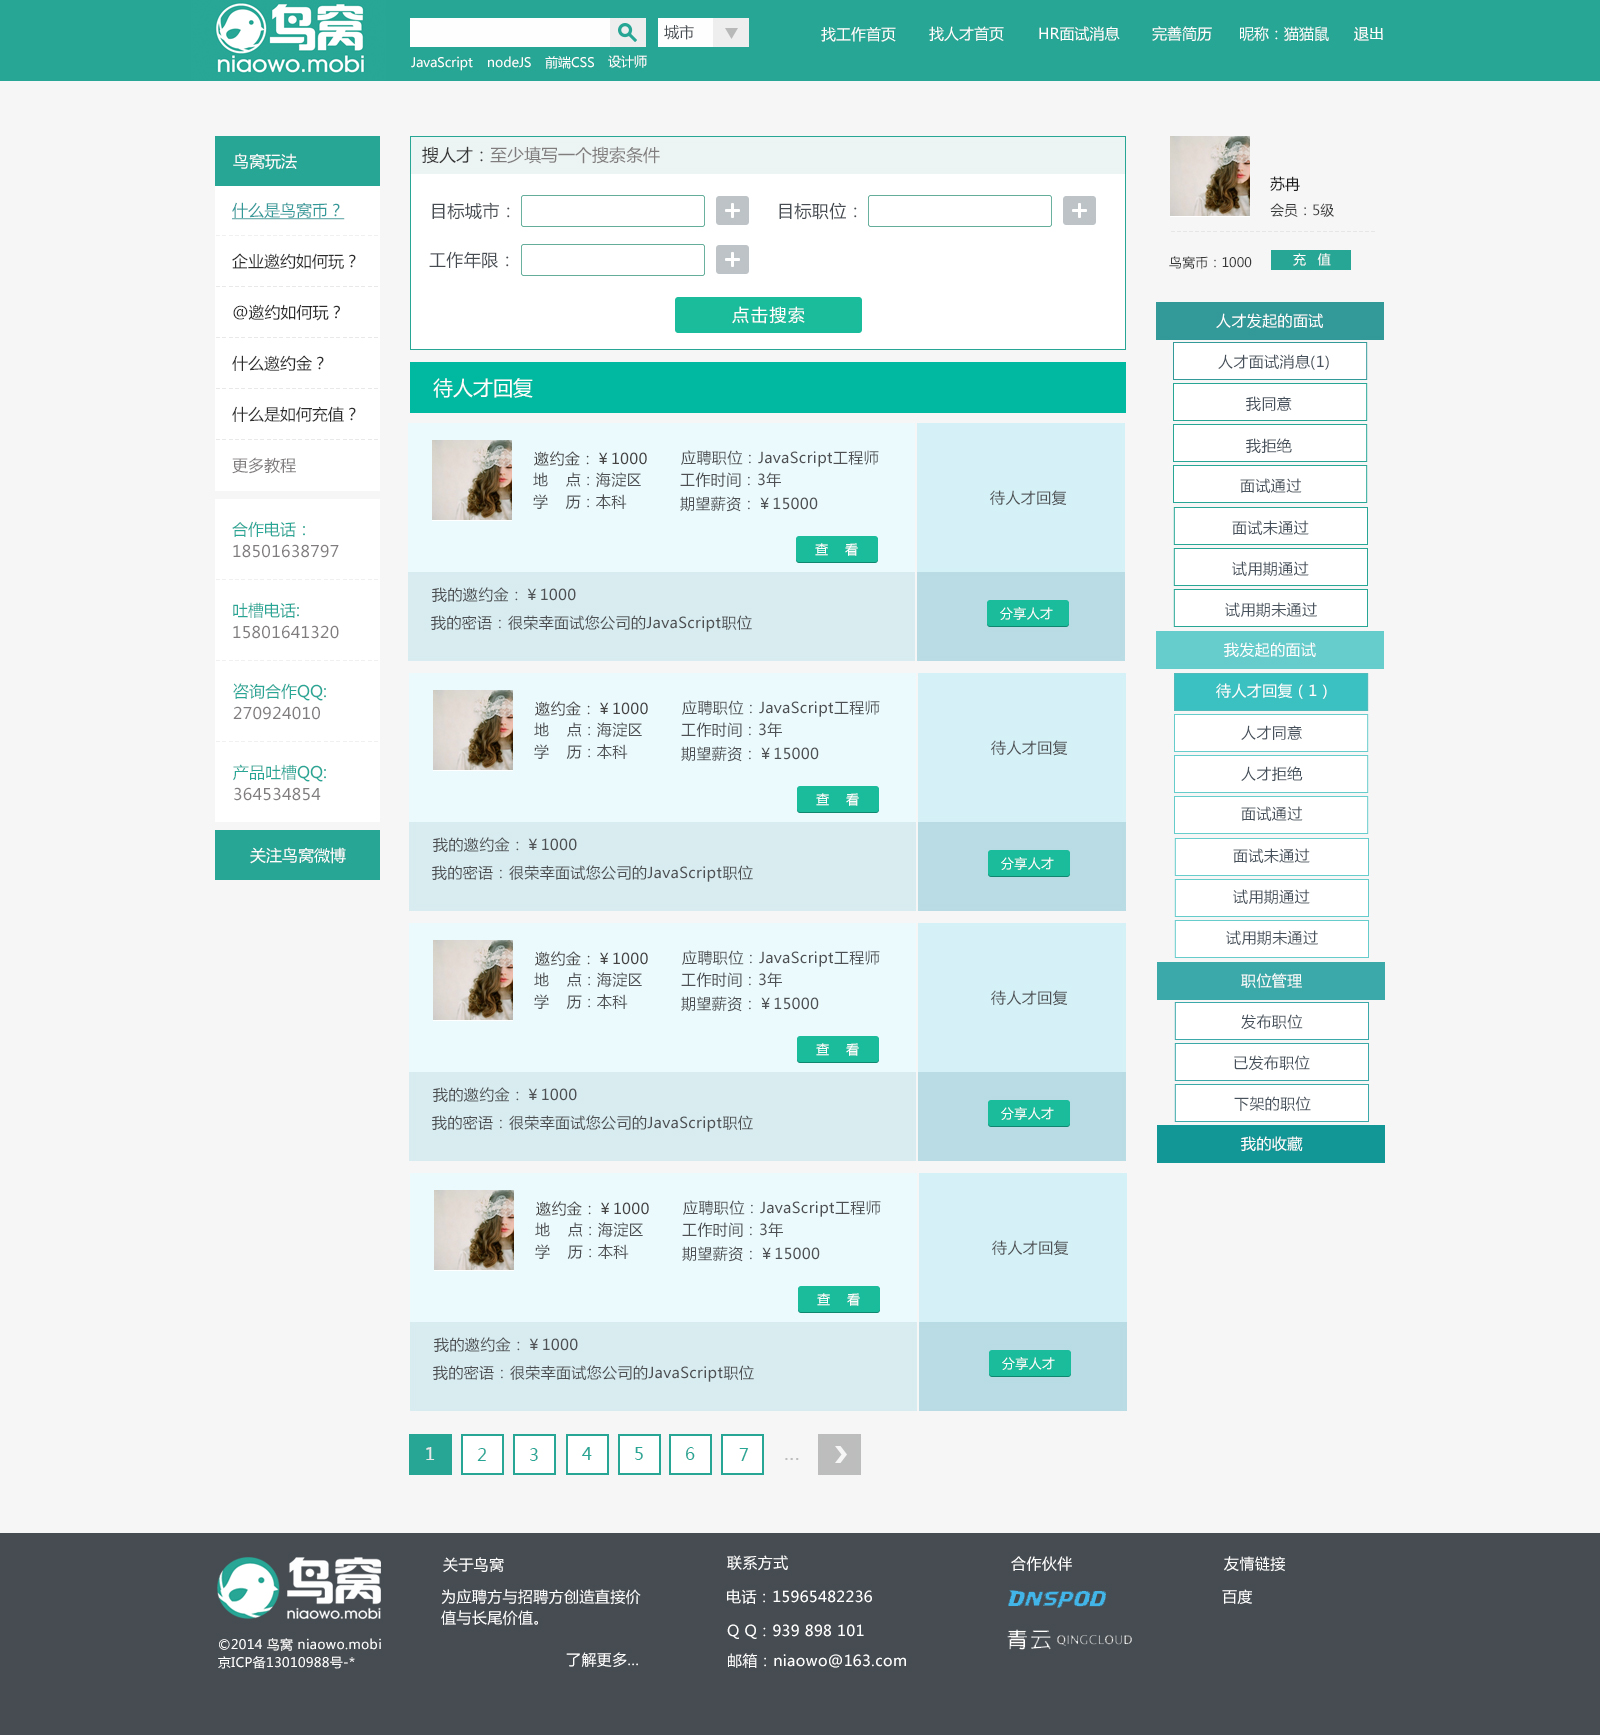 鸟窝
niaowo.mobi
城市
JavaScript nodeJS 前端CSS 设计师
找工作首页 找人才首页 HR面试消息 完善简历 昵称：猫猫鼠 退出
鸟窝玩法
什么是鸟窝币？
企业邀约如何玩？
@邀约如何玩？
什么邀约金？
什么是如何充值？
更多教程
合作电话：
18501638797
吐槽电话:
15801641320
咨询合作QQ:
270924010
产品吐槽QQ:
364534854
关注鸟窝微博
搜人才：至少填写一个搜索条件
目标城市：
目标职位：
工作年限：
点击搜索
待人才回复
邀约金：￥1000 应聘职位：JavaScript工程师
地 点：海淀区 工作时间：3年
学 历：本科 期望薪资：￥15000
待人才回复
查 看
我的邀约金：￥1000
我的密语：很荣幸面试您公司的JavaScript职位
分享人才
邀约金：￥1000 应聘职位：JavaScript工程师
地 点：海淀区 工作时间：3年
学 历：本科 期望薪资：￥15000
待人才回复
查 看
我的邀约金：￥1000
我的密语：很荣幸面试您公司的JavaScript职位
分享人才
邀约金：￥1000 应聘职位：JavaScript工程师
地 点：海淀区 工作时间：3年
学 历：本科 期望薪资：￥15000
待人才回复
查 看
我的邀约金：￥1000
我的密语：很荣幸面试您公司的JavaScript职位
分享人才
邀约金：￥1000 应聘职位：JavaScript工程师
地 点：海淀区 工作时间：3年
学 历：本科 期望薪资：￥15000
待人才回复
查 看
我的邀约金：￥1000
我的密语：很荣幸面试您公司的JavaScript职位
分享人才
1 2 3 4 5 6 7 ...
苏冉
会员：5级
鸟窝币：1000 充 值
人才发起的面试
人才面试消息(1)
我同意
我拒绝
面试通过
面试未通过
试用期通过
试用期未通过
我发起的面试
待人才回复（1）
人才同意
人才拒绝
面试通过
面试未通过
试用期通过
试用期未通过
职位管理
发布职位
已发布职位
下架的职位
我的收藏
鸟窝
niaowo.mobi
©2014 鸟窝 niaowo.mobi
京ICP备13010988号-*
关于鸟窝
为应聘方与招聘方创造直接价
值与长尾价值。
了解更多...
联系方式
电话：15965482236
Q Q：939 898 101
邮箱：niaowo@163.com
合作伙伴
DNSPOD
青云 QINGCLOUD
友情链接
百度